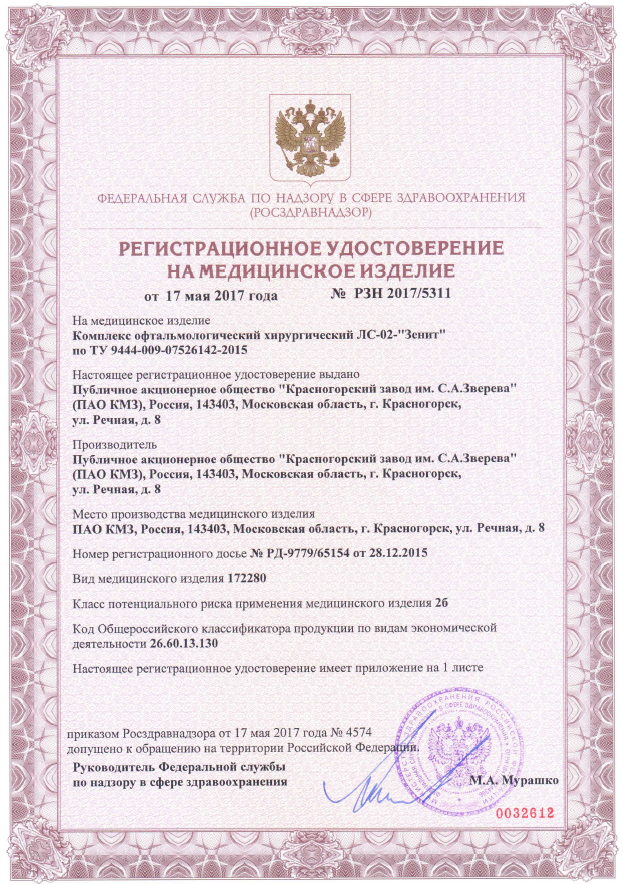 ФЕДЕРАЛЬНАЯ СЛУЖБА ПО НАДЗОРУ В СФЕРЕ ЗДРАВООХРАНЕНИЯ
(РОСЗДРАВНАДЗОР)
РЕГИСТРАЦИОННОЕ УДОСТОВЕРЕНИЕ
НА МЕДИЦИНСКОЕ ИЗДЕЛИЕ
от 17 мая 2017 года № РЗН 2017/5311
На медицинское изделие
Комплекс офтальмологический хирургический ЛС-02-"Зенит"
по ТУ 9444-009-07526142-2015
Настоящее регистрационное удостоверение выдано
Публичное акционерное общество "Красногорский завод им. С.А.Зверева"
(ПАО КМЗ), Россия, 143403, Московская область, г. Красногорск,
ул. Речная, д. 8
Производитель
Публичное акционерное общество "Красногорский завод им. С.А.Зверева"
(ПАО КМЗ), Россия, 143403, Московская область, г. Красногорск,
ул. Речная, д. 8
Место производства медицинского изделия
ПАО КМЗ, Россия, 143403, Московская область, г. Красногорск, ул. Речная, д. 8
Номер регистрационного досье № РД-9779/65154 от 28.12.2015
Вид медицинского изделия 172280
Класс потенциального риска применения медицинского изделия 2б
Код Общероссийского классификатора продукции по видам экономической
деятельности 26.60.13.130
Настоящее регистрационное удостоверение имеет приложение на 1 листе
приказом Росздравнадзора от 17 мая 2017 года № 4574
допущено к обращению на территории Российской Федерации.
Руководитель Федеральной службы
по надзору в сфере здравоохранения
М.А. Мурашко
0032612